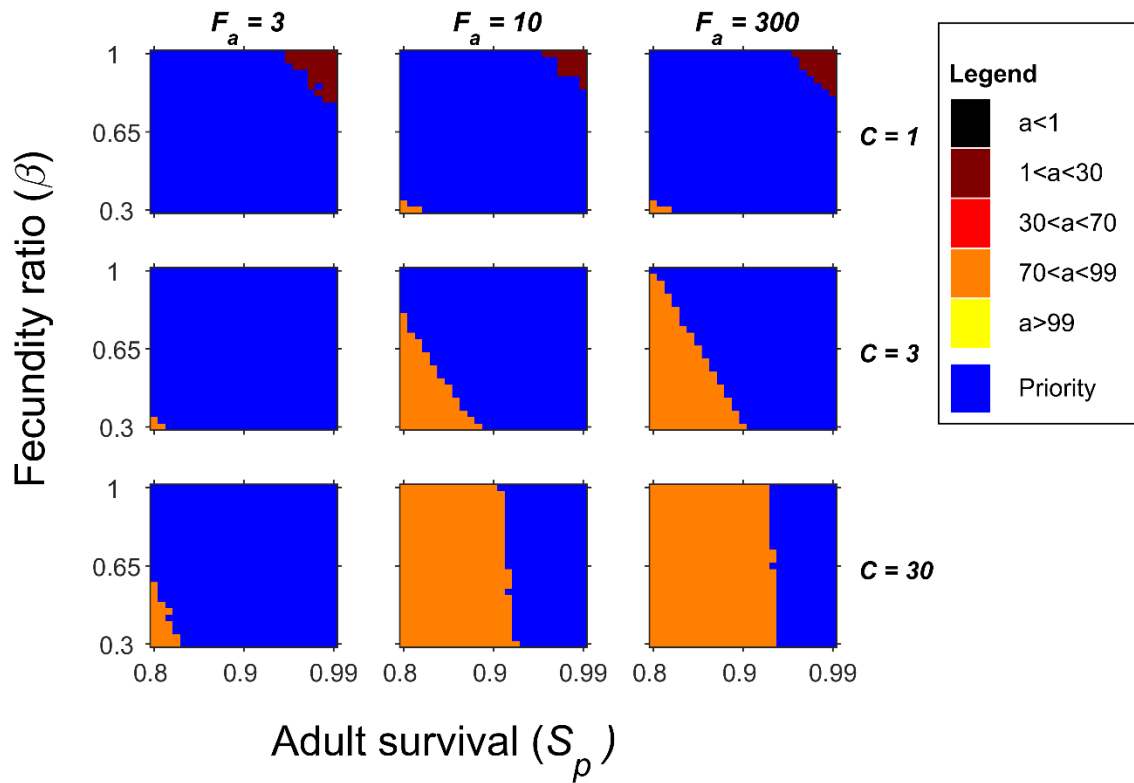 F_a = 3
F_a = 10
F_a = 300
Fecundity ratio (β)
1
0.65
0.3
C = 1
1
0.65
0.3
C = 3
1
0.65
0.3
C = 30
0.8 0.9 0.99
0.8 0.9 0.99
0.8 0.9 0.99
Adult survival (S_p)
Legend
a<1
1<a<30
30<a<70
70<a<99
a>99
Priority